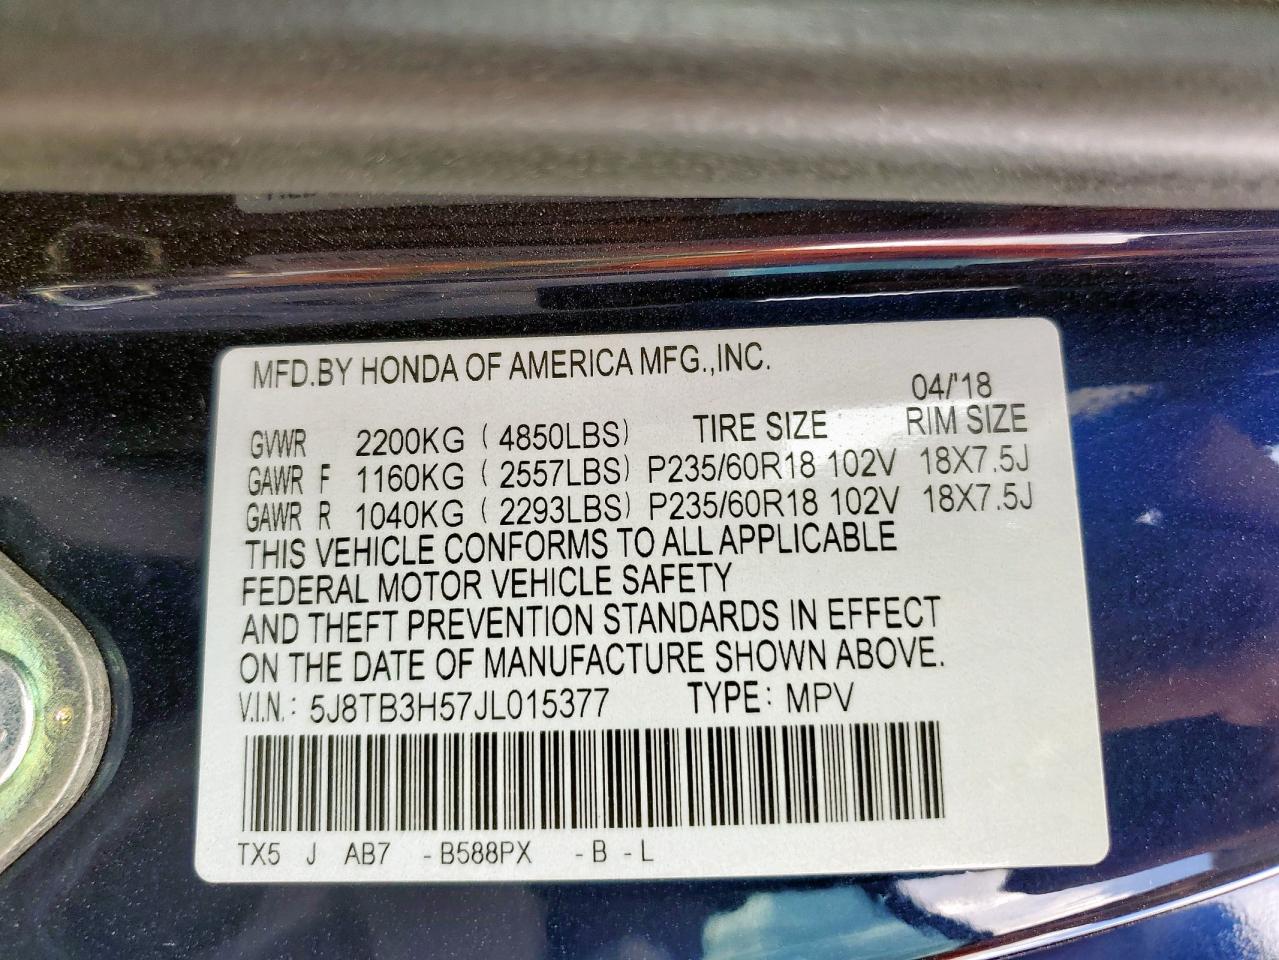 MFD.BY HONDA OF AMERICA MFG.,INC.
04/'18
GVWR 2200KG ( 4850LBS) TIRE SIZE RIM SIZE
GAWR F 1160KG ( 2557LBS) P235/60R18 102V 18X7.5J
GAWR R 1040KG ( 2293LBS) P235/60R18 102V 18X7.5J
THIS VEHICLE CONFORMS TO ALL APPLICABLE
FEDERAL MOTOR VEHICLE SAFETY
AND THEFT PREVENTION STANDARDS IN EFFECT
ON THE DATE OF MANUFACTURE SHOWN ABOVE.
V.I.N.: 5J8TB3H57JL015377 TYPE: MPV
TX5 J AB7 -B588PX -B -L